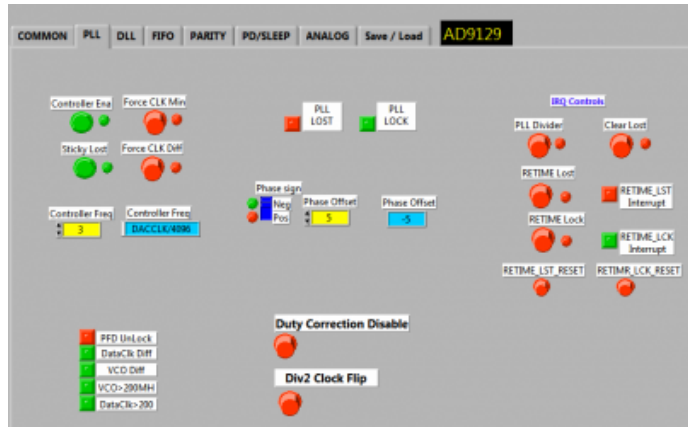 COMMON PLL DLL FIFO PARITY PD/SLEEP ANALOG Save / Load AD9129
Controller Ena Force CLK Min
Sticky Lost Force CLK Diff
Controller Freq Controller Freq
3 DACCLK/4096
PLL LOST
PLL LOCK
Phase sign
Neg
Pos
Phase Offset Phase Offset
5 -5
IRQ Controls
PLL Divider Clear Lost
RETIME Lost
RETIME_LST
Interrupt
RETIME Lock
RETIME_LCK
Interrupt
RETIME_LST_RESET RETIMR_LCK_RESET
PFD UnLock
DataClk Diff
VCO Diff
VCO>200MH
DataClk>200
Duty Correction Disable
Div2 Clock Flip